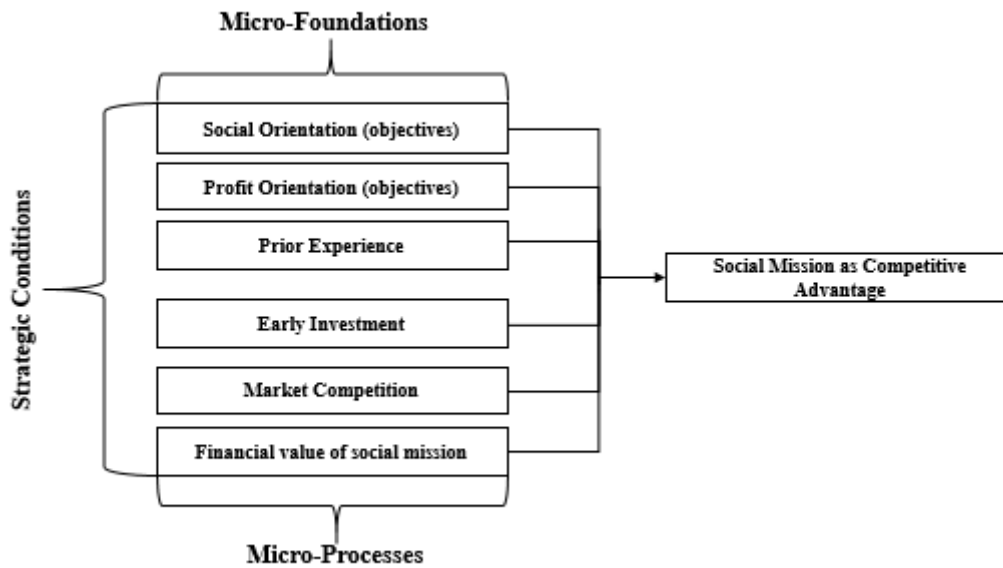 Micro-Foundations
Strategic Conditions
Social Orientation (objectives)
Profit Orientation (objectives)
Prior Experience
Early Investment
Market Competition
Financial value of social mission
Social Mission as Competitive
Advantage
Micro-Processes